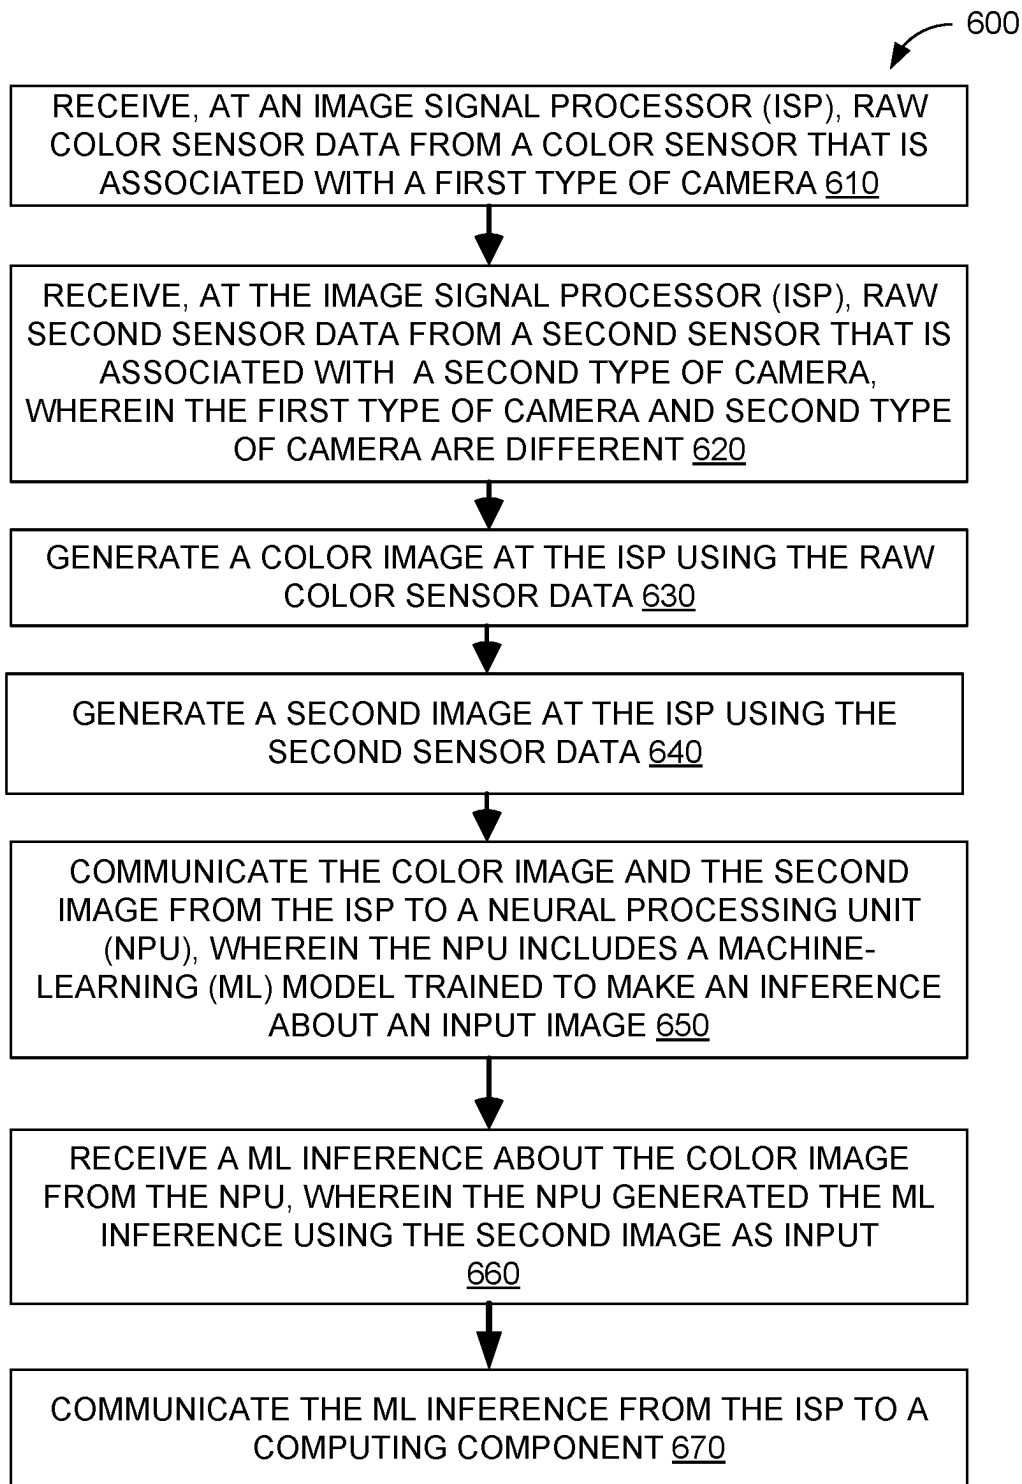 600
RECEIVE, AT AN IMAGE SIGNAL PROCESSOR (ISP), RAW
COLOR SENSOR DATA FROM A COLOR SENSOR THAT IS
ASSOCIATED WITH A FIRST TYPE OF CAMERA 610
RECEIVE, AT THE IMAGE SIGNAL PROCESSOR (ISP), RAW
SECOND SENSOR DATA FROM A SECOND SENSOR THAT IS
ASSOCIATED WITH A SECOND TYPE OF CAMERA,
WHEREIN THE FIRST TYPE OF CAMERA AND SECOND TYPE
OF CAMERA ARE DIFFERENT 620
GENERATE A COLOR IMAGE AT THE ISP USING THE RAW
COLOR SENSOR DATA 630
GENERATE A SECOND IMAGE AT THE ISP USING THE
SECOND SENSOR DATA 640
COMMUNICATE THE COLOR IMAGE AND THE SECOND
IMAGE FROM THE ISP TO A NEURAL PROCESSING UNIT
(NPU), WHEREIN THE NPU INCLUDES A MACHINE-
LEARNING (ML) MODEL TRAINED TO MAKE AN INFERENCE
ABOUT AN INPUT IMAGE 650
RECEIVE A ML INFERENCE ABOUT THE COLOR IMAGE
FROM THE NPU, WHEREIN THE NPU GENERATED THE ML
INFERENCE USING THE SECOND IMAGE AS INPUT
660
COMMUNICATE THE ML INFERENCE FROM THE ISP TO A
COMPUTING COMPONENT 670